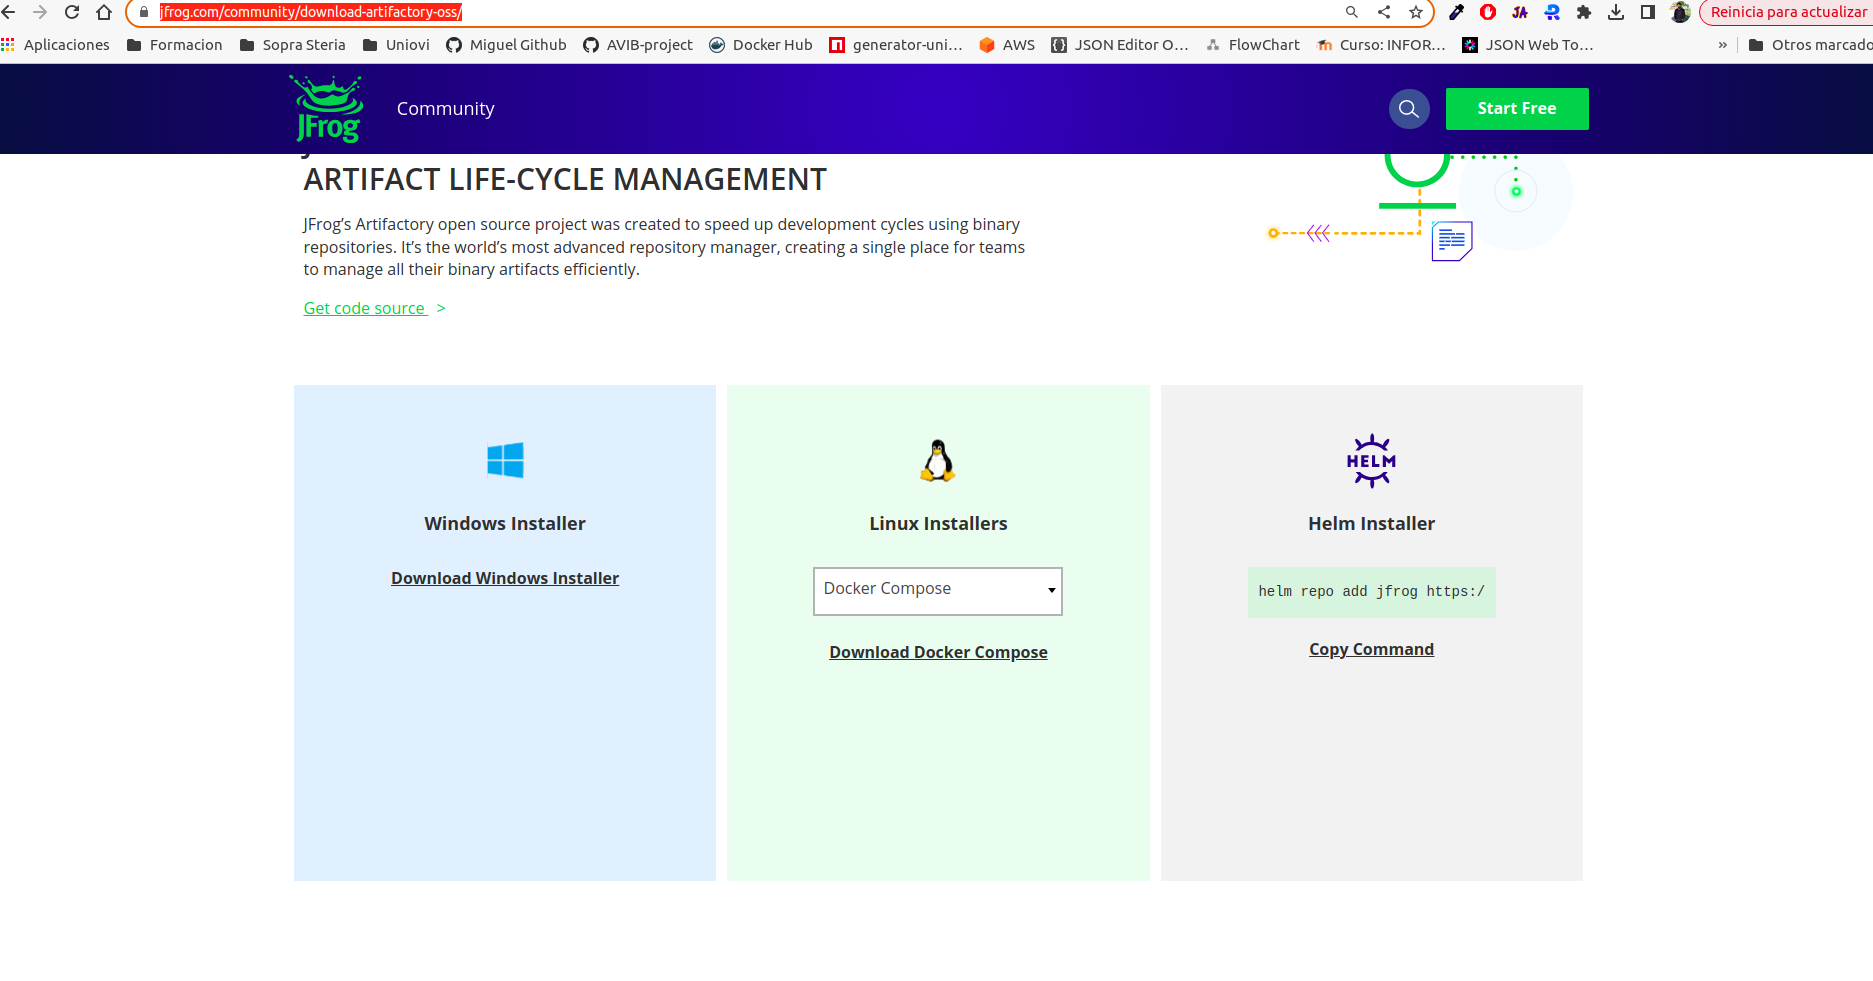 jfrog.com/community/download-artifactory-oss/
Reinicia para actualizar
Aplicaciones Formacion Sopra Steria Uniovi Miguel Github AVIB-project Docker Hub generator-uni... AWS JSON Editor O... FlowChart Curso: INFOR... JSON Web To... » Otros marcado
JFrog Community Start Free
ARTIFACT LIFE-CYCLE MANAGEMENT
JFrog’s Artifactory open source project was created to speed up development cycles using binary
repositories. It’s the world’s most advanced repository manager, creating a single place for teams
to manage all their binary artifacts efficiently.
Get code source >
Windows Installer
Download Windows Installer
Linux Installers
Docker Compose
Download Docker Compose
HELM
Helm Installer
helm repo add jfrog https:/
Copy Command